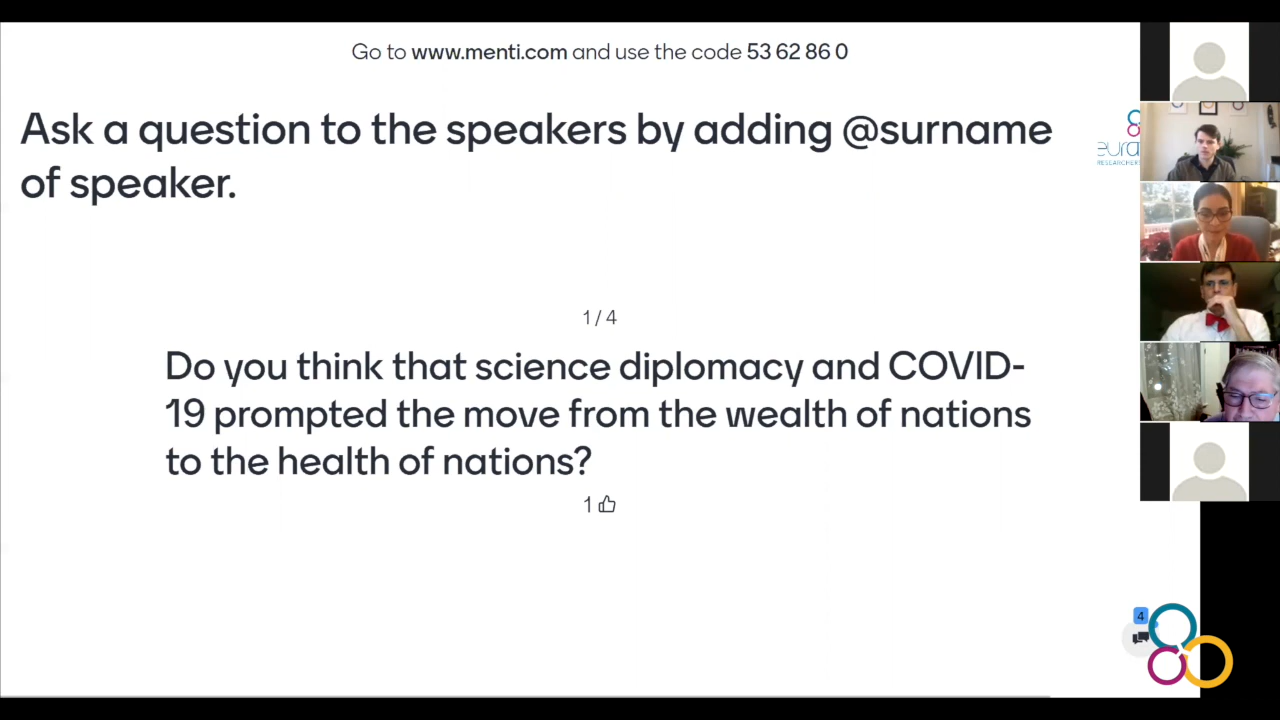 Go to www.menti.com and use the code 53 62 86 0
Ask a question to the speakers by adding @surname
of speaker.
eura
RESEARCHERS
1 / 4
Do you think that science diplomacy and COVID-
19 prompted the move from the wealth of nations
to the health of nations?
1
4